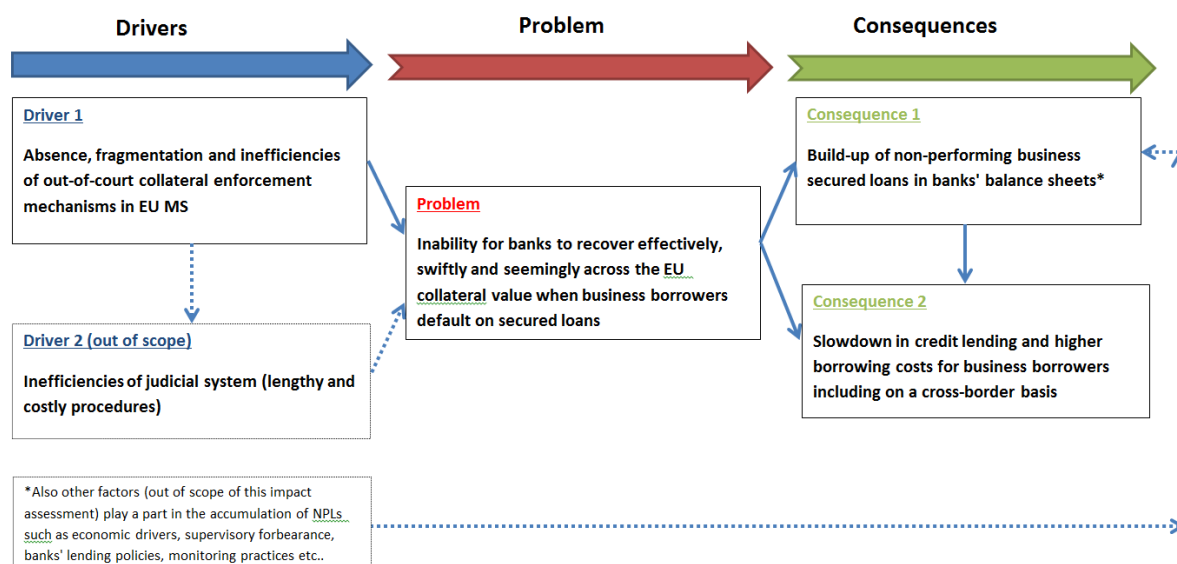 Drivers
Problem
Consequences
Driver 1
Absence, fragmentation and inefficiencies
of out-of-court collateral enforcement
mechanisms in EU MS
Driver 2 (out of scope)
Inefficiencies of judicial system (lengthy and
costly procedures)
*Also other factors (out of scope of this impact
assessment) play a part in the accumulation of NPLs
such as economic drivers, supervisory forbearance,
banks' lending policies, monitoring practices etc..
Problem
Inability for banks to recover effectively,
swiftly and seemingly across the EU
collateral value when business borrowers
default on secured loans
Consequence 1
Build-up of non-performing business
secured loans in banks' balance sheets*
Consequence 2
Slowdown in credit lending and higher
borrowing costs for business borrowers
including on a cross-border basis